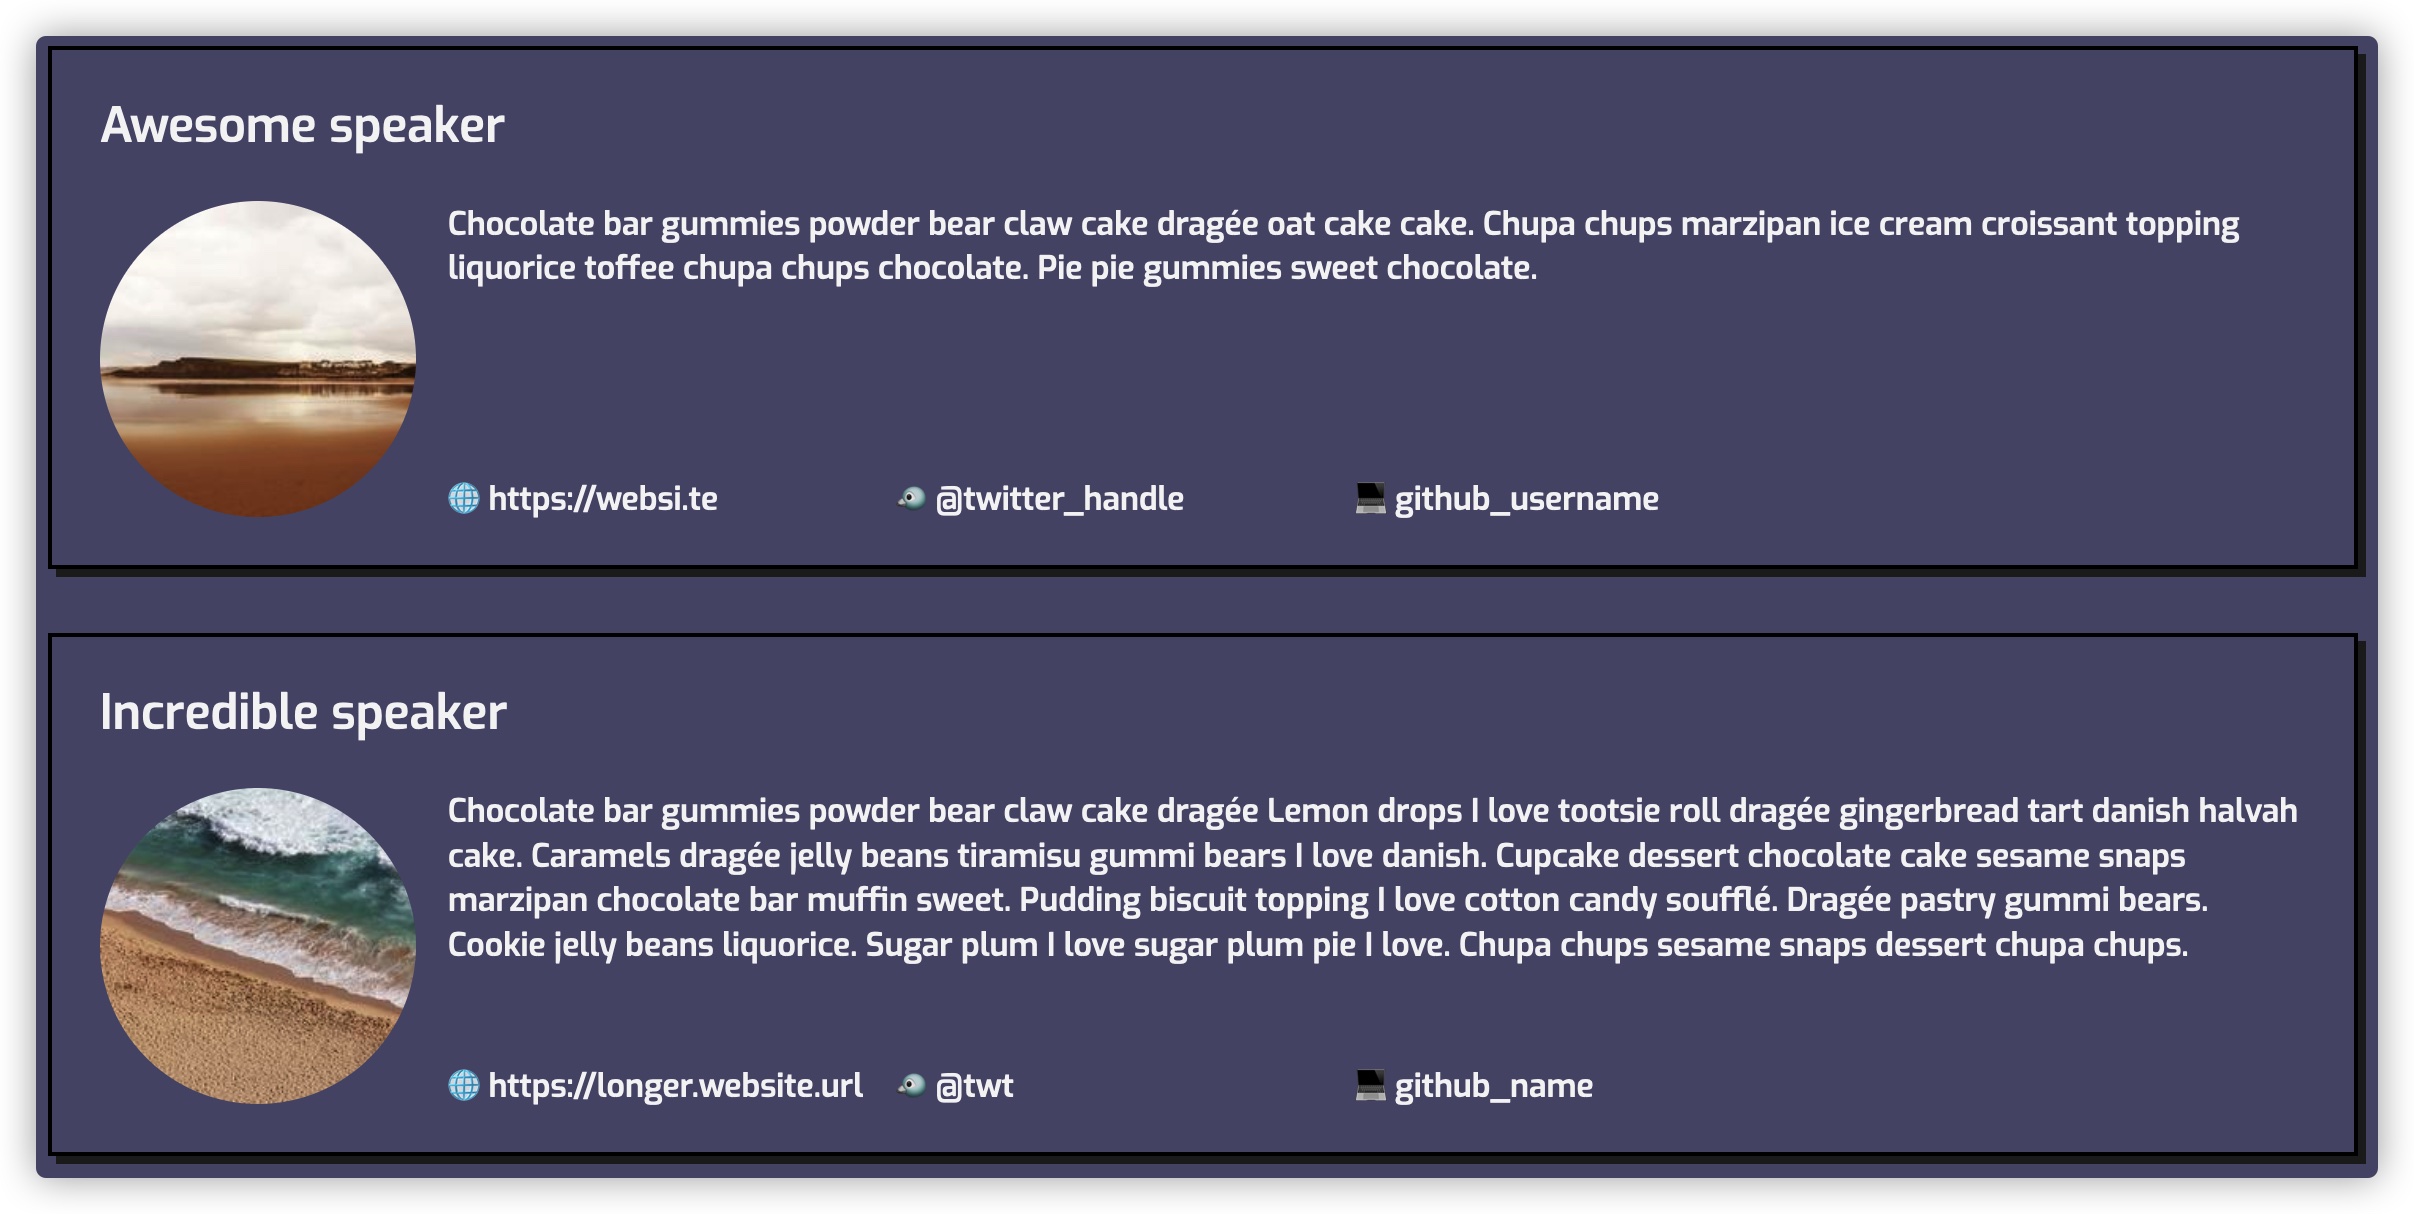 Awesome speaker
Chocolate bar gummies powder bear claw cake dragée oat cake cake. Chupa chups marzipan ice cream croissant topping
liquorice toffee chupa chups chocolate. Pie pie gummies sweet chocolate.
🌐 https://websi.te 🐦 @twitter_handle 💻 github_username
Incredible speaker
Chocolate bar gummies powder bear claw cake dragée Lemon drops I love tootsie roll dragée gingerbread tart danish halvah
cake. Caramels dragée jelly beans tiramisu gummi bears I love danish. Cupcake dessert chocolate cake sesame snaps
marzipan chocolate bar muffin sweet. Pudding biscuit topping I love cotton candy soufflé. Dragée pastry gummi bears.
Cookie jelly beans liquorice. Sugar plum I love sugar plum pie I love. Chupa chups sesame snaps dessert chupa chups.
🌐 https://longer.website.url 🐦 @twt 💻 github_name